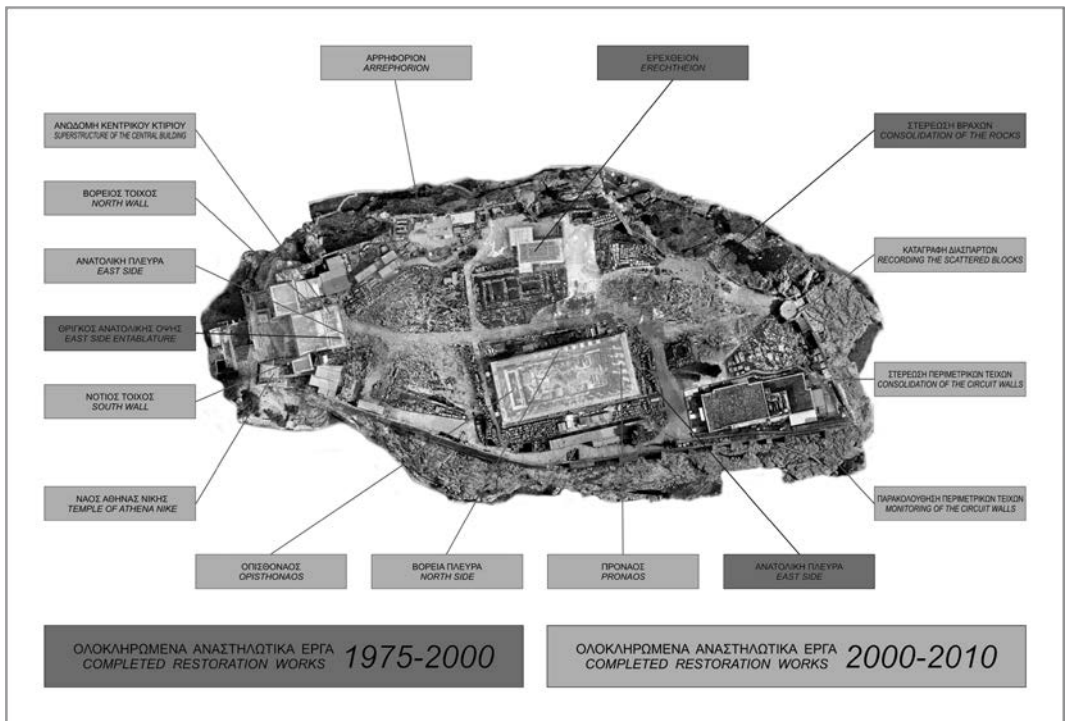 ΑΡΡΗΦΟΡΙΟΝ
ARREPHORION
ΕΡΕΧΘΕΙΟΝ
ERECHTHEION
ΑΝΩΔΟΜΗ ΚΕΝΤΡΙΚΟΥ ΚΤΙΡΙΟΥ
SUPERSTRUCTURE OF THE CENTRAL BUILDING
ΣΤΕΡΕΩΣΗ ΒΡΑΧΩΝ
CONSOLIDATION OF THE ROCKS
ΒΟΡΕΙΟΣ ΤΟΙΧΟΣ
NORTH WALL
ΑΝΑΤΟΛΙΚΗ ΠΛΕΥΡΑ
EAST SIDE
ΚΑΤΑΓΡΑΦΗ ΔΙΑΣΠΑΡΤΩΝ
RECORDING THE SCATTERED BLOCKS
ΘΡΙΓΚΟΣ ΑΝΑΤΟΛΙΚΗΣ ΟΨΗΣ
EAST SIDE ENTABLATURE
ΝΟΤΙΟΣ ΤΟΙΧΟΣ
SOUTH WALL
ΣΤΕΡΕΩΣΗ ΠΕΡΙΜΕΤΡΙΚΩΝ ΤΕΙΧΩΝ
CONSOLIDATION OF THE CIRCUIT WALLS
ΝΑΟΣ ΑΘΗΝΑΣ ΝΙΚΗΣ
TEMPLE OF ATHENA NIKE
ΠΑΡΑΚΟΛΟΥΘΗΣΗ ΠΕΡΙΜΕΤΡΙΚΩΝ ΤΕΙΧΩΝ
MONITORING OF THE CIRCUIT WALLS
ΟΠΙΣΘΟΝΑΟΣ
OPISTHONAOS
ΒΟΡΕΙΑ ΠΛΕΥΡΑ
NORTH SIDE
ΠΡΟΝΑΟΣ
PRONAOS
ΑΝΑΤΟΛΙΚΗ ΠΛΕΥΡΑ
EAST SIDE
ΟΛΟΚΛΗΡΩΜΕΝΑ ΑΝΑΣΤΗΛΩΤΙΚΑ ΕΡΓΑ
COMPLETED RESTORATION WORKS 1975-2000
ΟΛΟΚΛΗΡΩΜΕΝΑ ΑΝΑΣΤΗΛΩΤΙΚΑ ΕΡΓΑ
COMPLETED RESTORATION WORKS 2000-2010